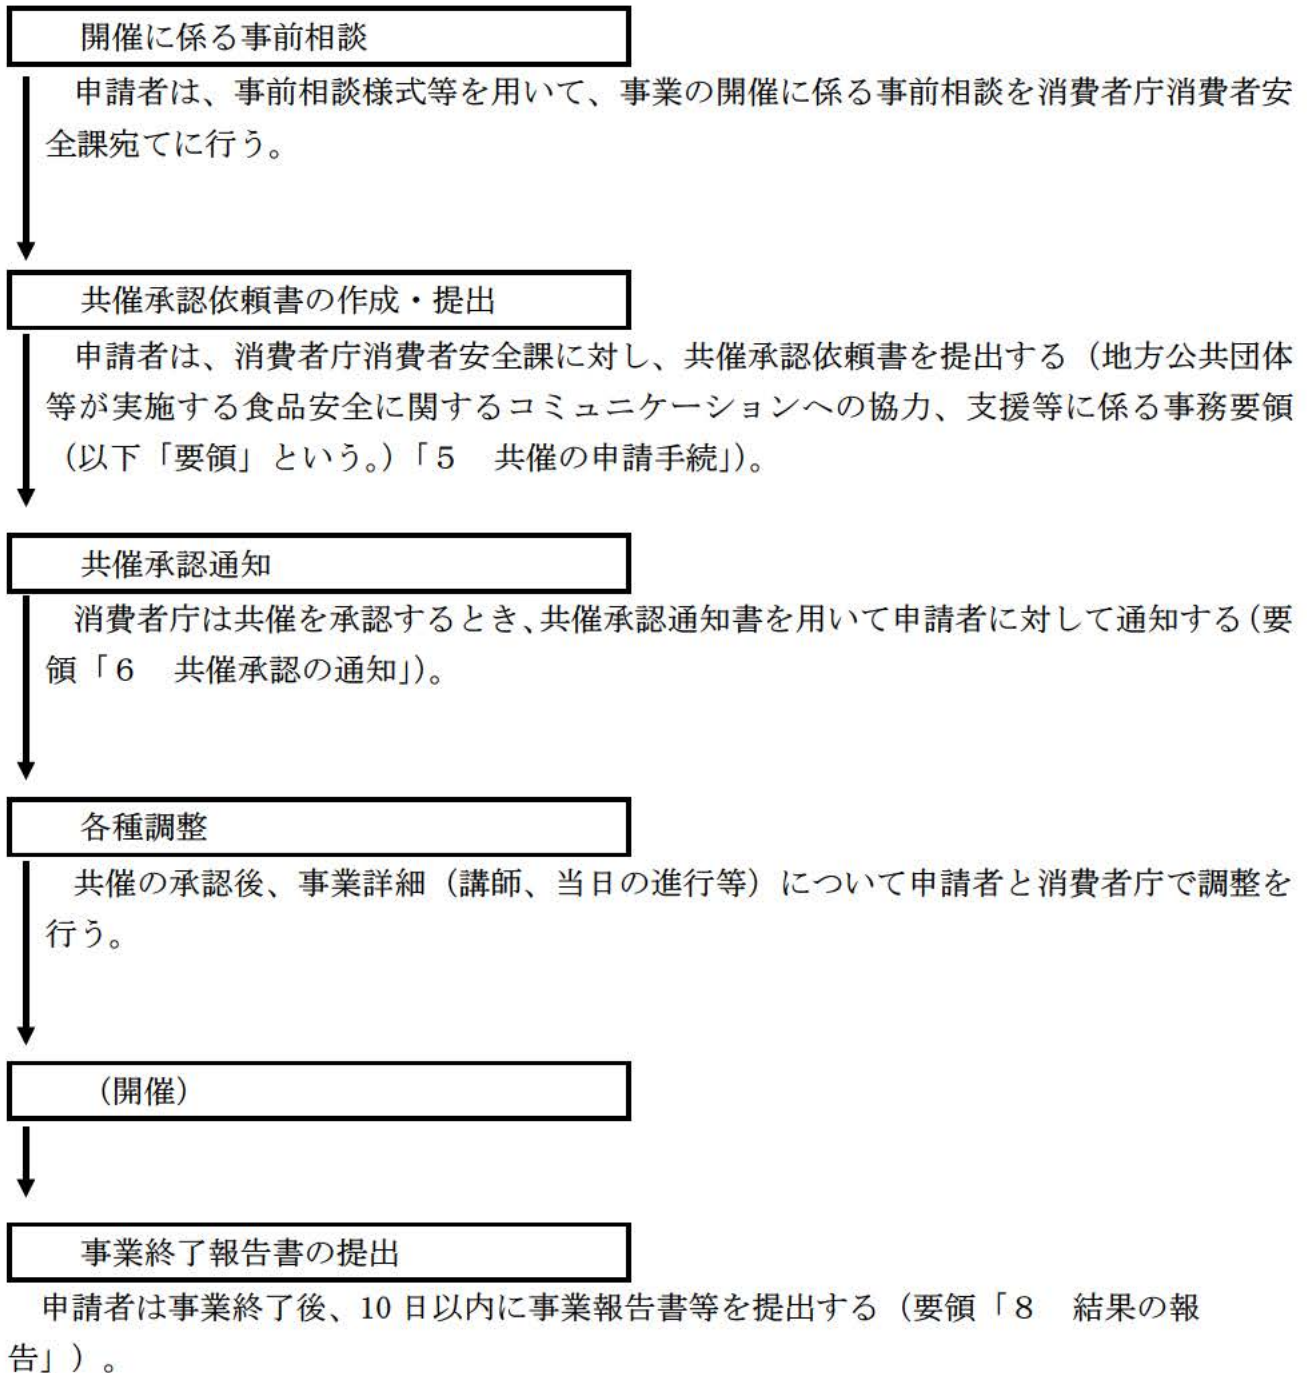 開催に係る事前相談
申請者は、事前相談様式等を用いて、事業の開催に係る事前相談を消費者庁消費者安
全課宛てに行う。
共催承認依頼書の作成・提出
申請者は、消費者庁消費者安全課に対し、共催承認依頼書を提出する（地方公共団体
等が実施する食品安全に関するコミュニケーションへの協力、支援等に係る事務要領
（以下「要領」という。）「５　共催の申請手続」）。
共催承認通知
消費者庁は共催を承認するとき、共催承認通知書を用いて申請者に対して通知する（要
領「６　共催承認の通知」）。
各種調整
共催の承認後、事業詳細（講師、当日の進行等）について申請者と消費者庁で調整を
行う。
（開催）
事業終了報告書の提出
申請者は事業終了後、10 日以内に事業報告書等を提出する（要領「８　結果の報
告」）。